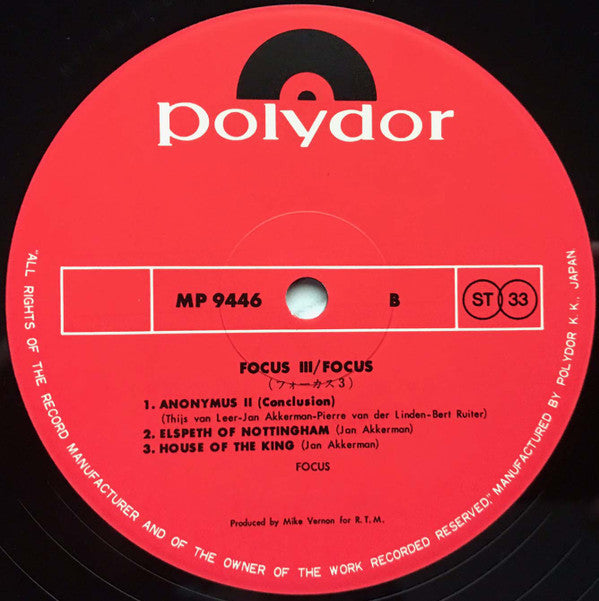 polydor
MP 9446 B ST 33
FOCUS III/FOCUS
(フォーカス3)
1. ANONYMUS II (Conclusion)
(Thijs van Leer-Jan Akkerman-Pierre van der Linden-Bert Ruiter)
2. ELSPETH OF NOTTINGHAM (Jan Akkerman)
3. HOUSE OF THE KING (Jan Akkerman)
FOCUS
Produced by Mike Vernon for R.T.M.
"ALL RIGHTS OF THE RECORD MANUFACTURER AND OF THE OWNER OF THE WORK RECORDED RESERVED," MANUFACTURED BY POLYDOR K.K., JAPAN